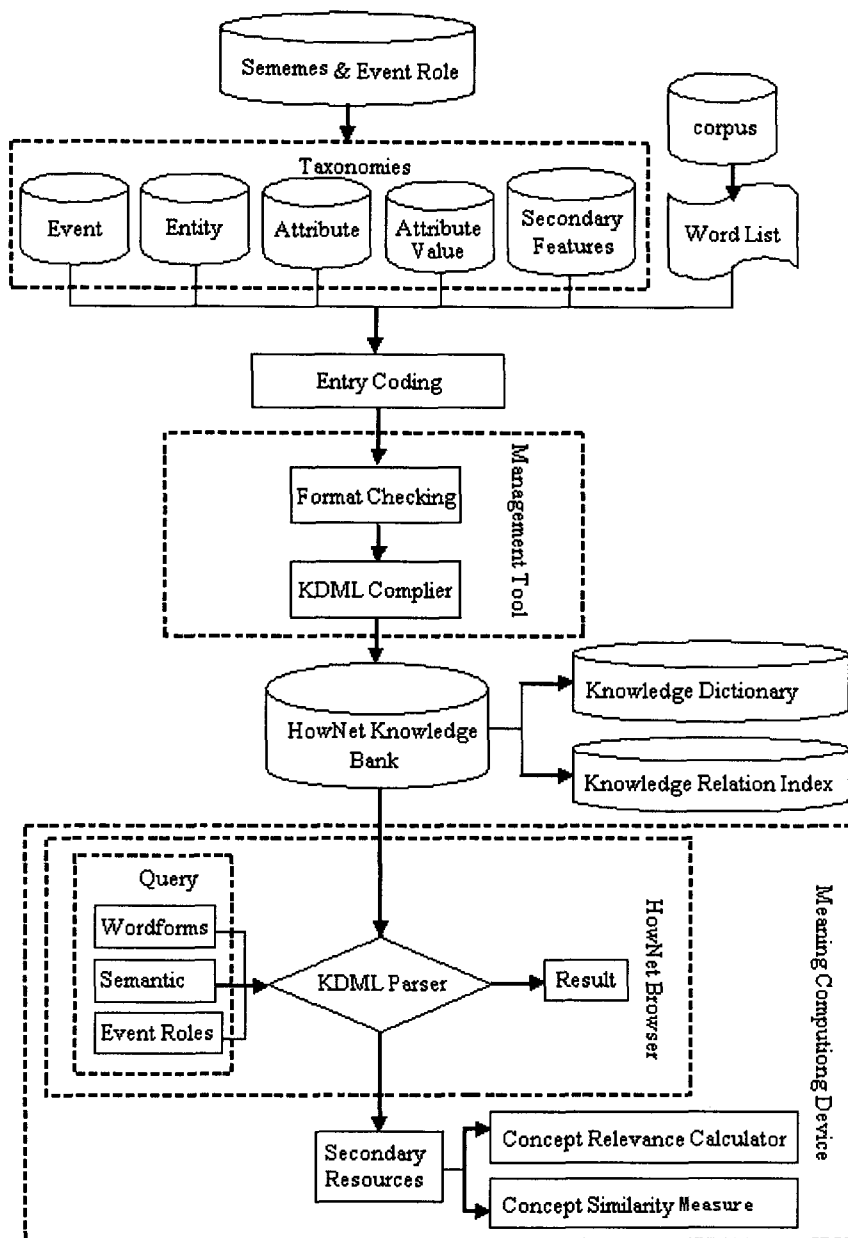 Sememes & Event Role
corpus
Taxonomies
Event
Entity
Attribute
Attribute
Value
Secondary
Features
Word List
Entry Coding
Management Tool
Format Checking
KDML Complier
HowNet Knowledge
Bank
Knowledge Dictionary
Knowledge Relation Index
Query
Wordforms
Semantic
Event Roles
KDML Parser
Result
HowNet Browser
Meaning Computiong Device
Secondary
Resources
Concept Relevance Calculator
Concept Similarity Measure